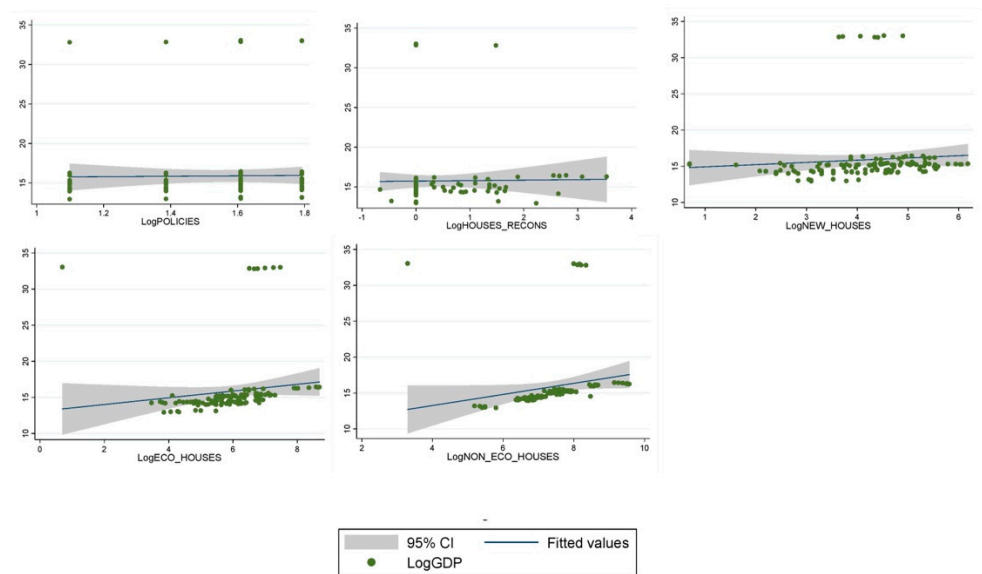 35
30
25
20
15
1 1.2 1.4 1.6 1.8
LogPOLICIES
35
30
25
20
15
-1 0 1 2 3 4
LogHOUSES_RECONS
35
30
25
20
15
10
1 2 3 4 5 6
LogNEW_HOUSES
35
30
25
20
15
10
0 2 4 6 8
LogECO_HOUSES
35
30
25
20
15
10
2 4 6 8 10
LogNON_ECO_HOUSES
95% CI Fitted values
LogGDP